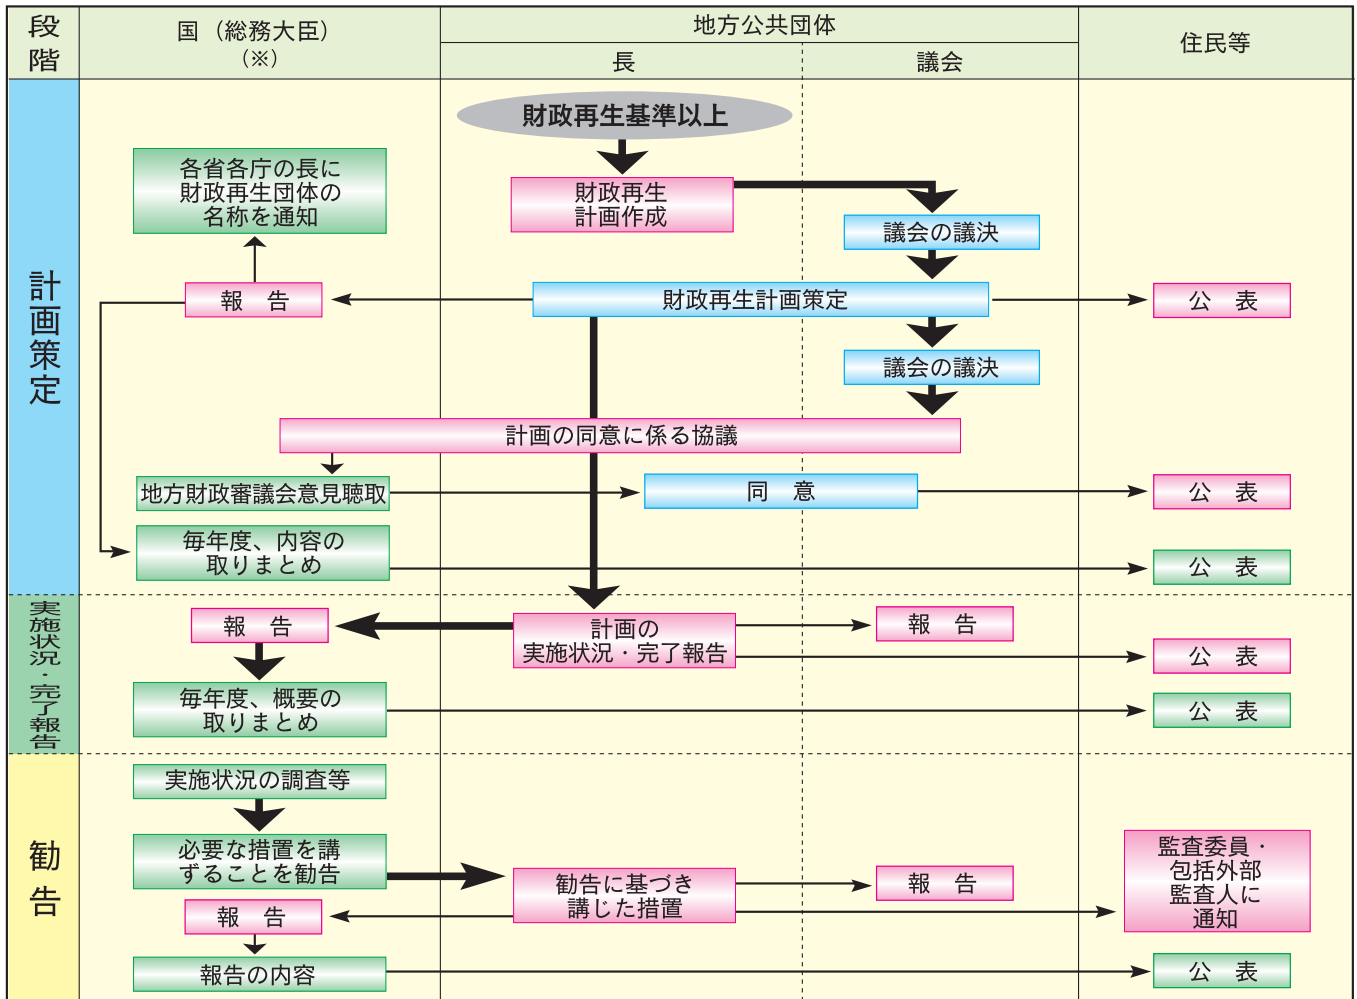 段階
国（総務大臣）
（※）
地方公共団体
長
議会
住民等
計画策定
財政再生基準以上
各省各庁の長に
財政再生団体の
名称を通知
財政再生
計画作成
議会の議決
報　告
財政再生計画策定
公　表
議会の議決
計画の同意に係る協議
地方財政審議会意見聴取
同　意
公　表
毎年度、内容の
取りまとめ
公　表
実施状況・完了報告
報　告
計画の
実施状況・完了報告
報　告
公　表
毎年度、概要の
取りまとめ
公　表
勧告
実施状況の調査等
必要な措置を講
ずることを勧告
勧告に基づき
講じた措置
報　告
監査委員・
包括外部
監査人に
通知
報　告
報告の内容
公　表